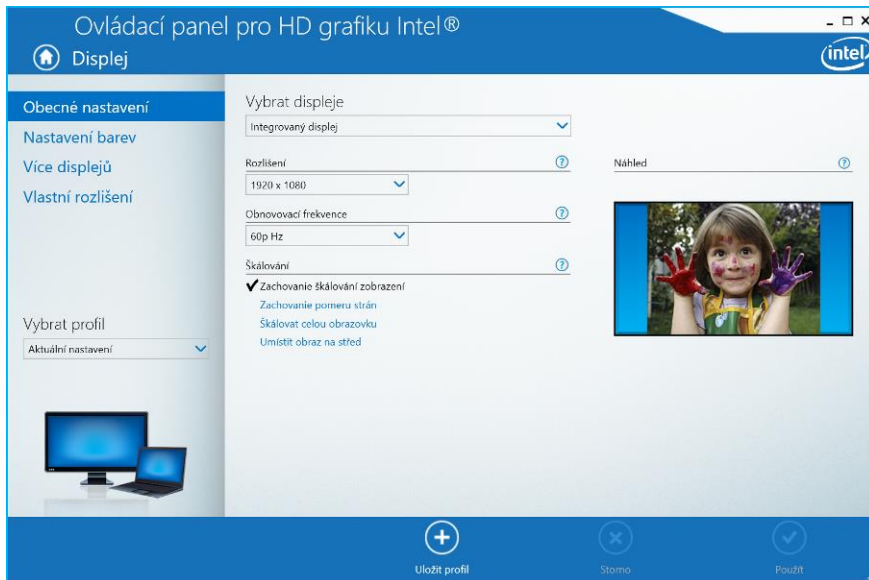 Ovládací panel pro HD grafiku Intel®
Displej
intel
Obecné nastavení
Nastavení barev
Více displejů
Vlastní rozlišení
Vybrat profil
Aktuální nastavení
Vybrat displeje
Integrovaný displej
Rozlišení
1920 x 1080
Obnovovací frekvence
60p Hz
Škálování
Zachovanie škálování zobrazení
Zachovanie pomeru strán
Škálovat celou obrazovku
Umístit obraz na střed
Náhled
Uložit profil
Storno
Použít